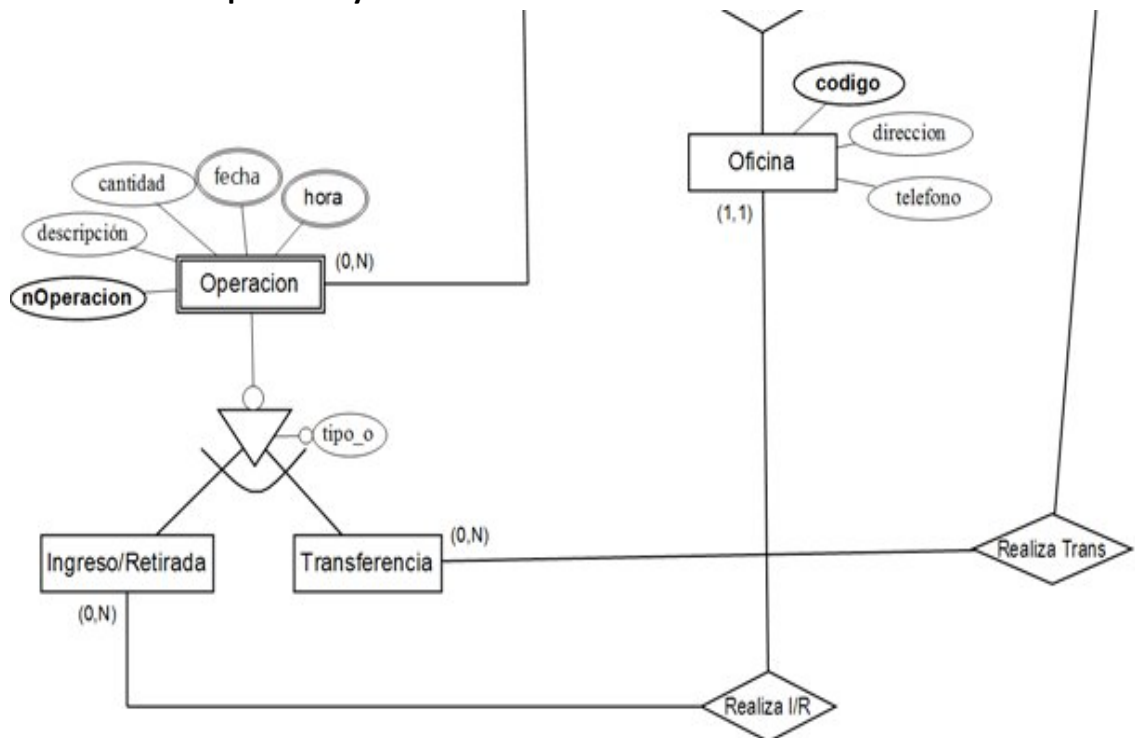 codigo
direccion
Oficina
telefono
(1,1)
fecha
cantidad
hora
descripción
(0,N)
Operacion
nOperacion
tipo_o
(0,N)
Ingreso/Retirada
Transferencia
Realiza Trans
(0,N)
Realiza I/R